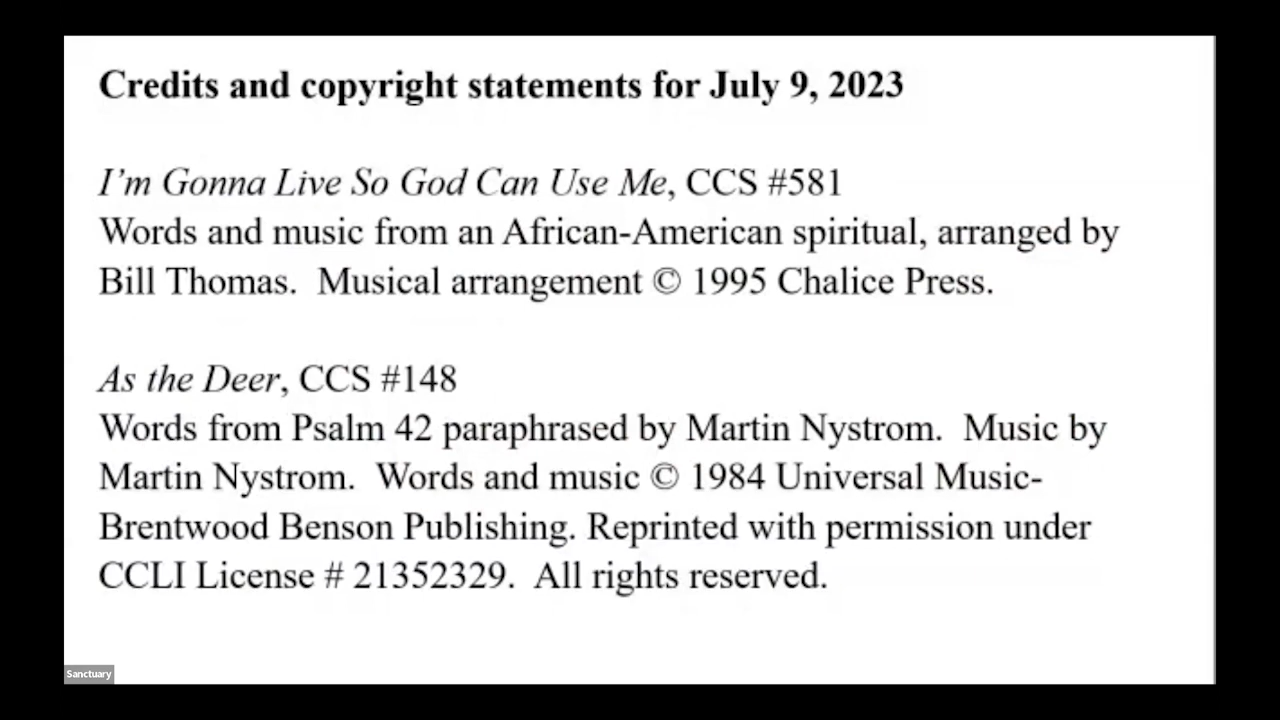 Credits and copyright statements for July 9, 2023
I'm Gonna Live So God Can Use Me, CCS #581
Words and music from an African-American spiritual, arranged by
Bill Thomas.  Musical arrangement © 1995 Chalice Press.
As the Deer, CCS #148
Words from Psalm 42 paraphrased by Martin Nystrom.  Music by
Martin Nystrom.  Words and music © 1984 Universal Music-
Brentwood Benson Publishing. Reprinted with permission under
CCLI License # 21352329.  All rights reserved.
Sanctuary